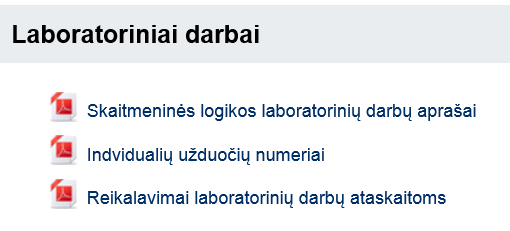 Laboratoriniai darbai
Skaitmeninės logikos laboratorinių darbų aprašai
Indvidualių užduočių numeriai
Reikalavimai laboratorinių darbų ataskaitoms